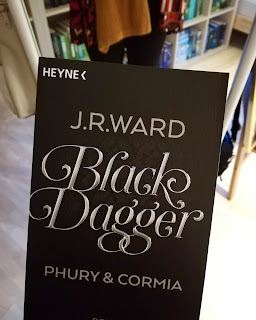 HEYNE<
J.R.WARD
Black
Dagger
PHURY & CORMIA